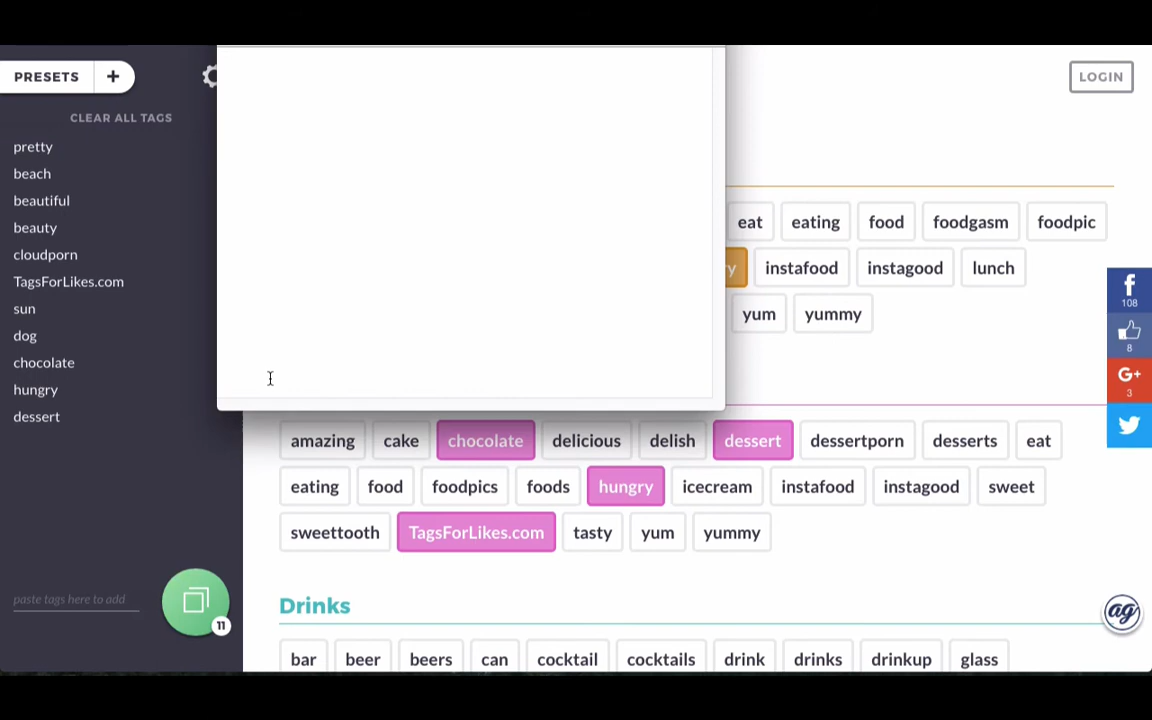 PRESETS +
CLEAR ALL TAGS
pretty
beach
beautiful
beauty
cloudporn
TagsForLikes.com
sun
dog
chocolate
hungry
dessert
paste tags here to add
11
LOGIN
eat eating food foodgasm foodpic
y instafood instagood lunch
yum yummy
amazing cake chocolate delicious delish dessert dessertporn desserts eat
eating food foodpics foods hungry icecream instafood instagood sweet
sweettooth TagsForLikes.com tasty yum yummy
Drinks
bar beer beers can cocktail cocktails drink drinks drinkup glass
f
108
8
G+
3
ag